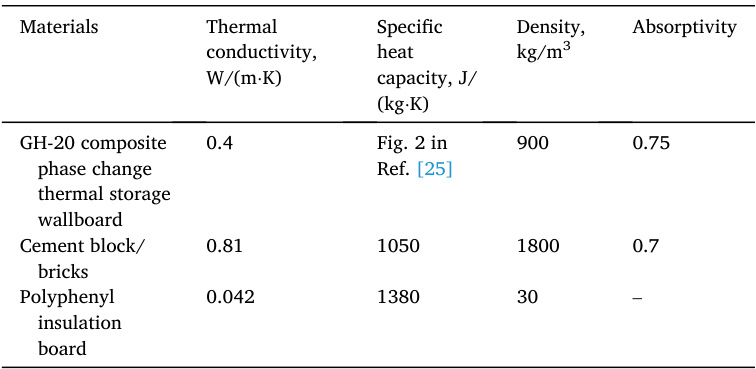 Materials Thermal Specific Density, Absorptivity
conductivity, heat kg/m³
W/(m·K) capacity, J/
(kg·K)
GH-20 composite 0.4 Fig. 2 in 900 0.75
phase change Ref. [25]
thermal storage
wallboard
Cement block/ 0.81 1050 1800 0.7
bricks
Polyphenyl 0.042 1380 30 –
insulation
board